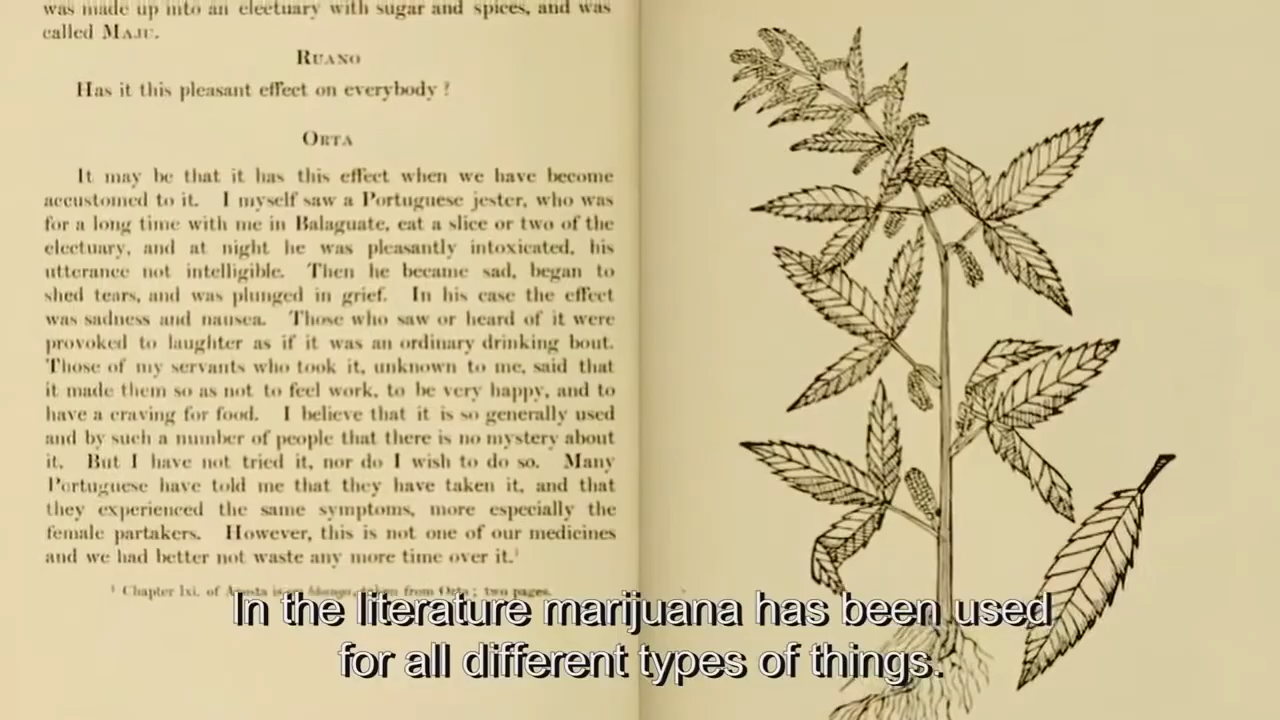 was made up into an electuary with sugar and spices, and was
called MAJU.
RUANO
Has it this pleasant effect on everybody ?
ORTA
It may be that it has this effect when we have become
accustomed to it. I myself saw a Portuguese jester, who was
for a long time with me in Balaguate, eat a slice or two of the
electuary, and at night he was pleasantly intoxicated, his
utterance not intelligible. Then he became sad, began to
shed tears, and was plunged in grief. In his case the effect
was sadness and nausea. Those who saw or heard of it were
provoked to laughter as if it was an ordinary drinking bout.
Those of my servants who took it, unknown to me, said that
it made them so as not to feel work, to be very happy, and to
have a craving for food. I believe that it is so generally used
and by such a number of people that there is no mystery about
it. But I have not tried it, nor do I wish to do so. Many
Portuguese have told me that they have taken it, and that
they experienced the same symptoms, more especially the
female partakers. However, this is not one of our medicines
and we had better not waste any more time over it.¹
¹ Chapter lxi. of taken from Orta ; two pages.
In the literature marijuana has been used
for all different types of things.